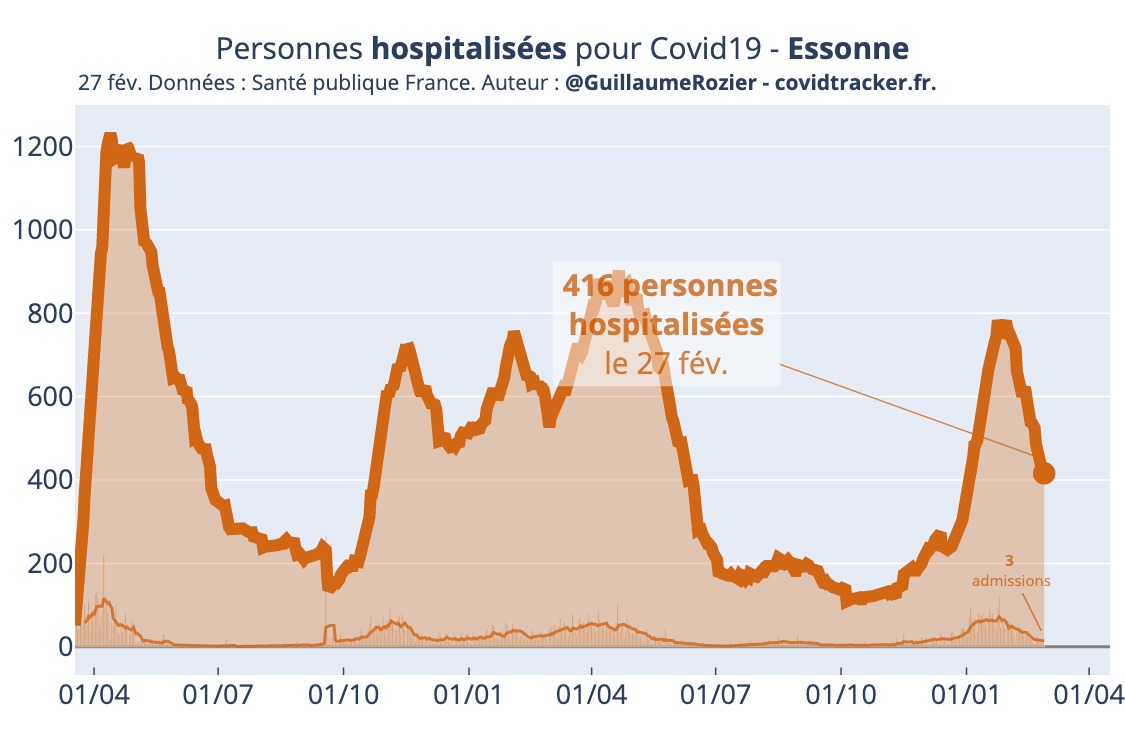 Personnes hospitalisées pour Covid19 - Essonne
27 fév. Données : Santé publique France. Auteur : @GuillaumeRozier - covidtracker.fr.
1200
1000
800
600
400
200
0
416 personnes
hospitalisées
le 27 fév.
3
admissions
01/04 01/07 01/10 01/01 01/04 01/07 01/10 01/01 01/04